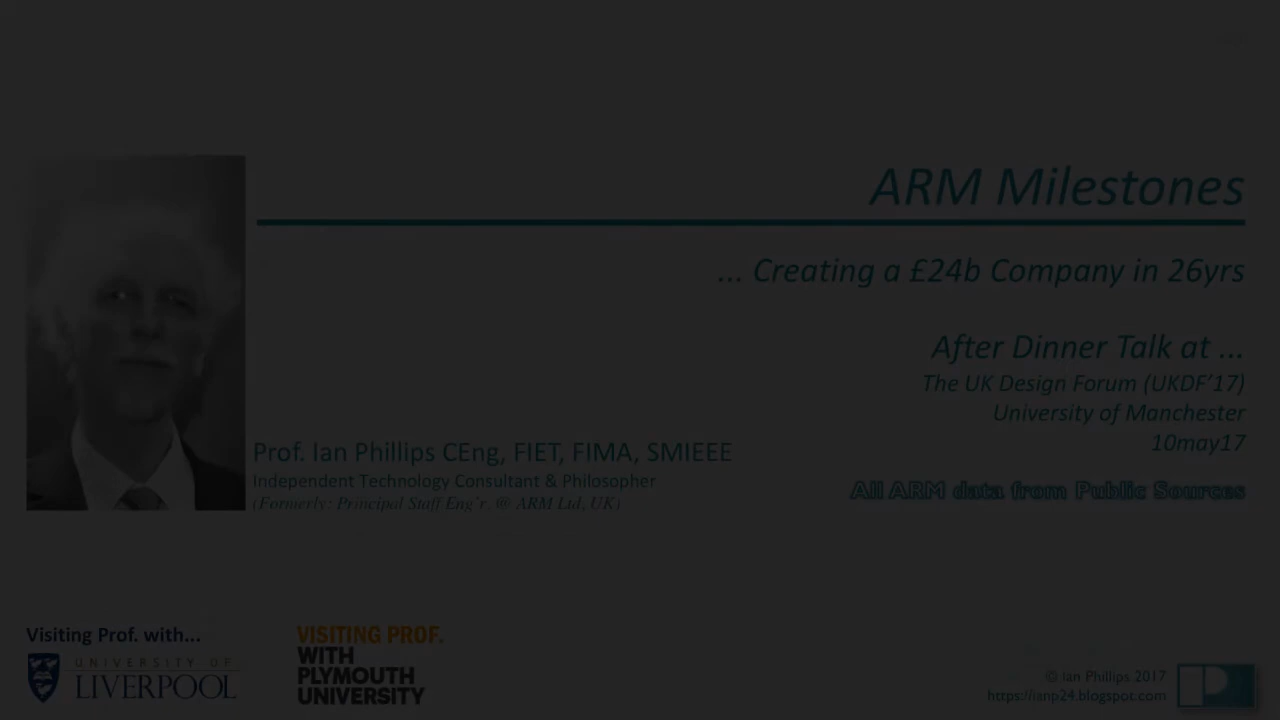 ARM Milestones
... Creating a £24b Company in 26yrs
After Dinner Talk at ...
The UK Design Forum (UKDF’17)
University of Manchester
10may17
All ARM data from Public Sources
Prof. Ian Phillips CEng, FIET, FIMA, SMIEEE
Independent Technology Consultant & Philosopher
(Formerly: Principal Staff Eng’r. @ ARM Ltd, UK)
Visiting Prof. with...
UNIVERSITY OF
LIVERPOOL
VISITING PROF.
WITH
PLYMOUTH
UNIVERSITY
© Ian Phillips 2017
https://ianp24.blogspot.com